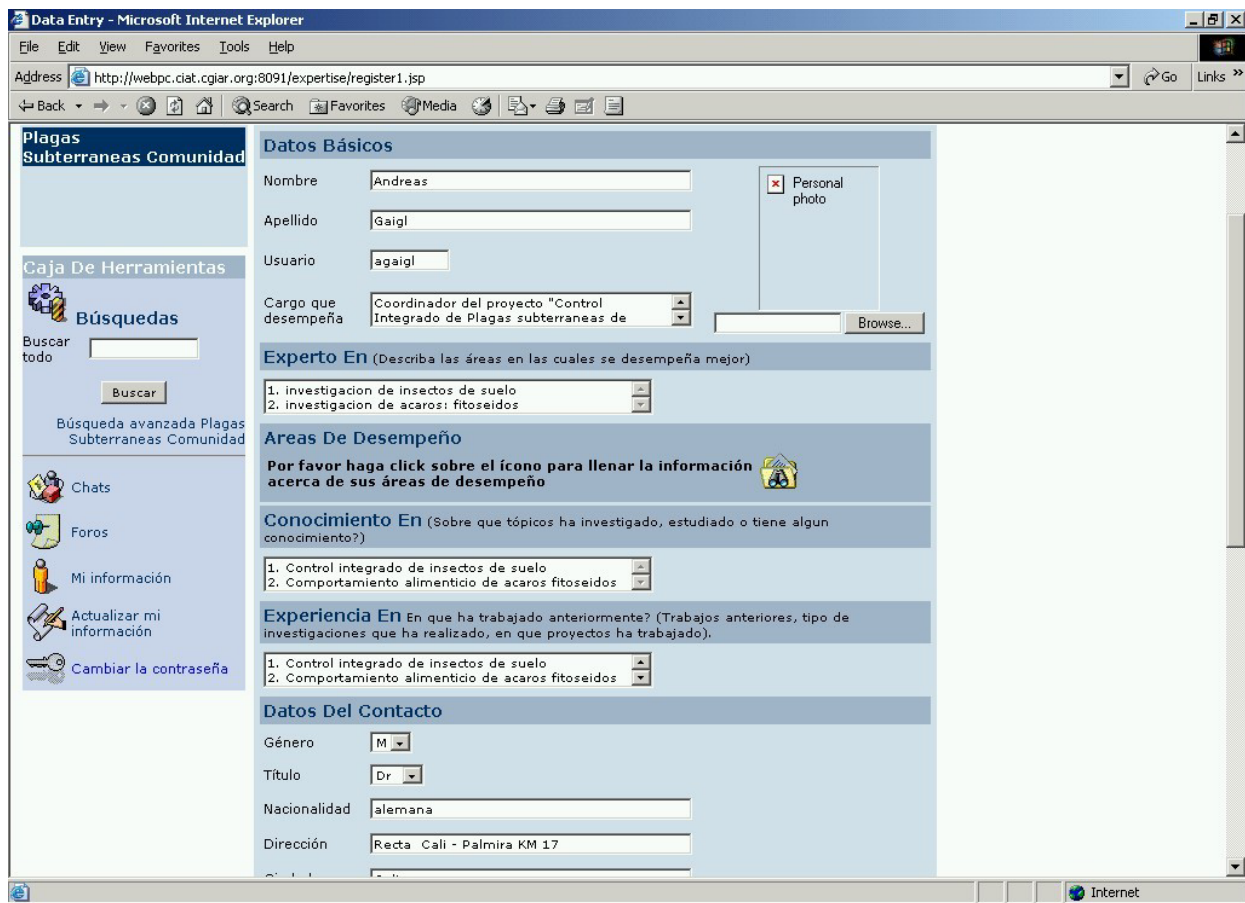 Data Entry - Microsoft Internet Explorer
File Edit View Favorites Tools Help
Address http://webpc.ciat.cgiar.org:8091/expertise/register1.jsp Go Links »
Back Search Favorites Media
Plagas
Subterraneas Comunidad
Caja De Herramientas
Búsquedas
Buscar
todo
Buscar
Búsqueda avanzada Plagas
Subterraneas Comunidad
Chats
Foros
Mi información
Actualizar mi
información
Cambiar la contraseña
Datos Básicos
Nombre Andreas
Personal
photo
Apellido Gaigl
Usuario agaigl
Cargo que
desempeña
Coordinador del proyecto "Control
Integrado de Plagas subterraneas de
Browse...
Experto En (Describa las áreas en las cuales se desempeña mejor)
1. investigacion de insectos de suelo
2. investigacion de acaros: fitoseidos
Areas De Desempeño
Por favor haga click sobre el ícono para llenar la información
acerca de sus áreas de desempeño
Conocimiento En (Sobre que tópicos ha investigado, estudiado o tiene algun
conocimiento?)
1. Control integrado de insectos de suelo
2. Comportamiento alimenticio de acaros fitoseidos
Experiencia En En que ha trabajado anteriormente? (Trabajos anteriores, tipo de
investigaciones que ha realizado, en que proyectos ha trabajado).
1. Control integrado de insectos de suelo
2. Comportamiento alimenticio de acaros fitoseidos
Datos Del Contacto
Género M
Título Dr
Nacionalidad alemana
Dirección Recta Cali - Palmira KM 17
Internet